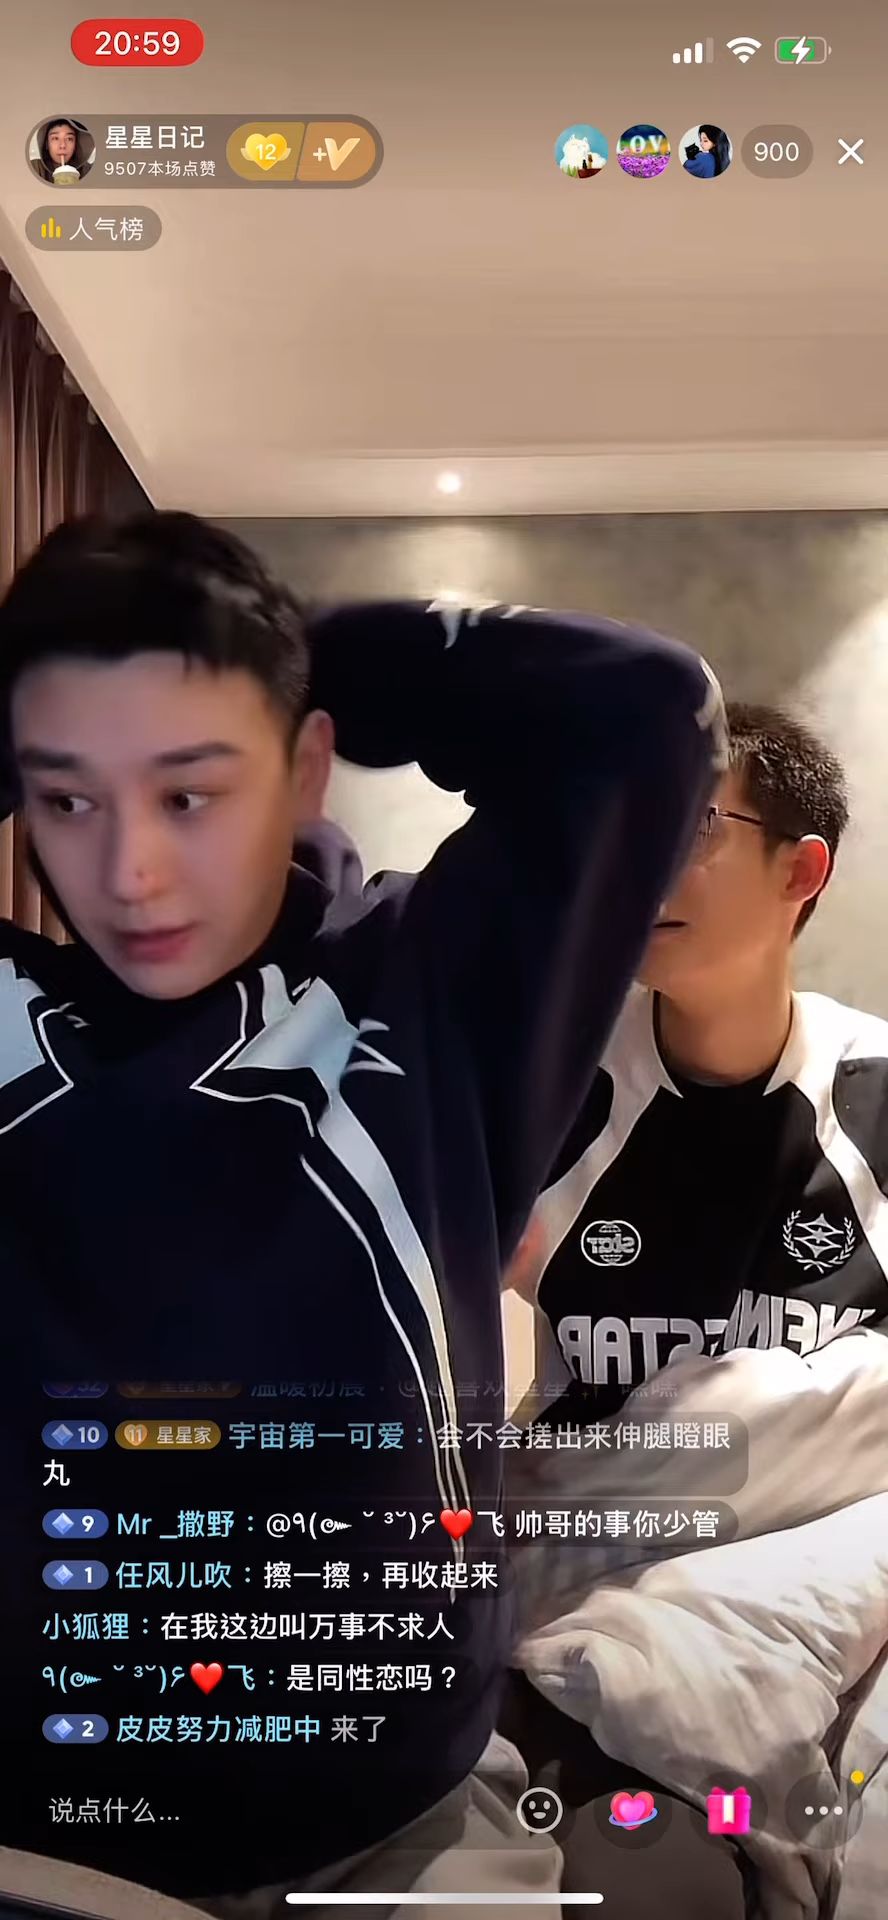 20:59
星星日记
9507本场点赞
12
+V
LOV
900
人气榜
10 11 星星家 宇宙第一可爱：会不会搓出来伸腿瞪眼
丸
9 Mr _撒野：@٩(๛ ˘ ³˘)۶❤️飞 帅哥的事你少管
1 任风儿吹：擦一擦，再收起来
小狐狸：在我这边叫万事不求人
٩(๛ ˘ ³˘)۶❤️飞：是同性恋吗？
2 皮皮努力减肥中 来了
说点什么...